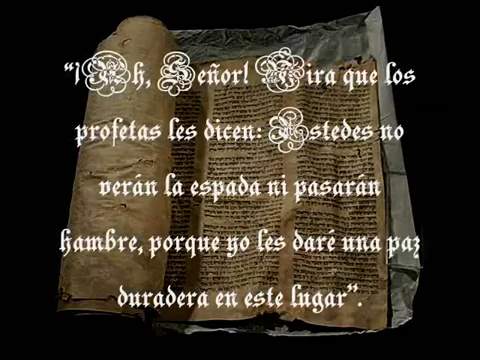 “¡Oh, Señor! Mira que los
profetas les dicen: Ustedes no
verán la espada ni pasarán
hambre, porque yo les daré una paz
duradera en este lugar”.